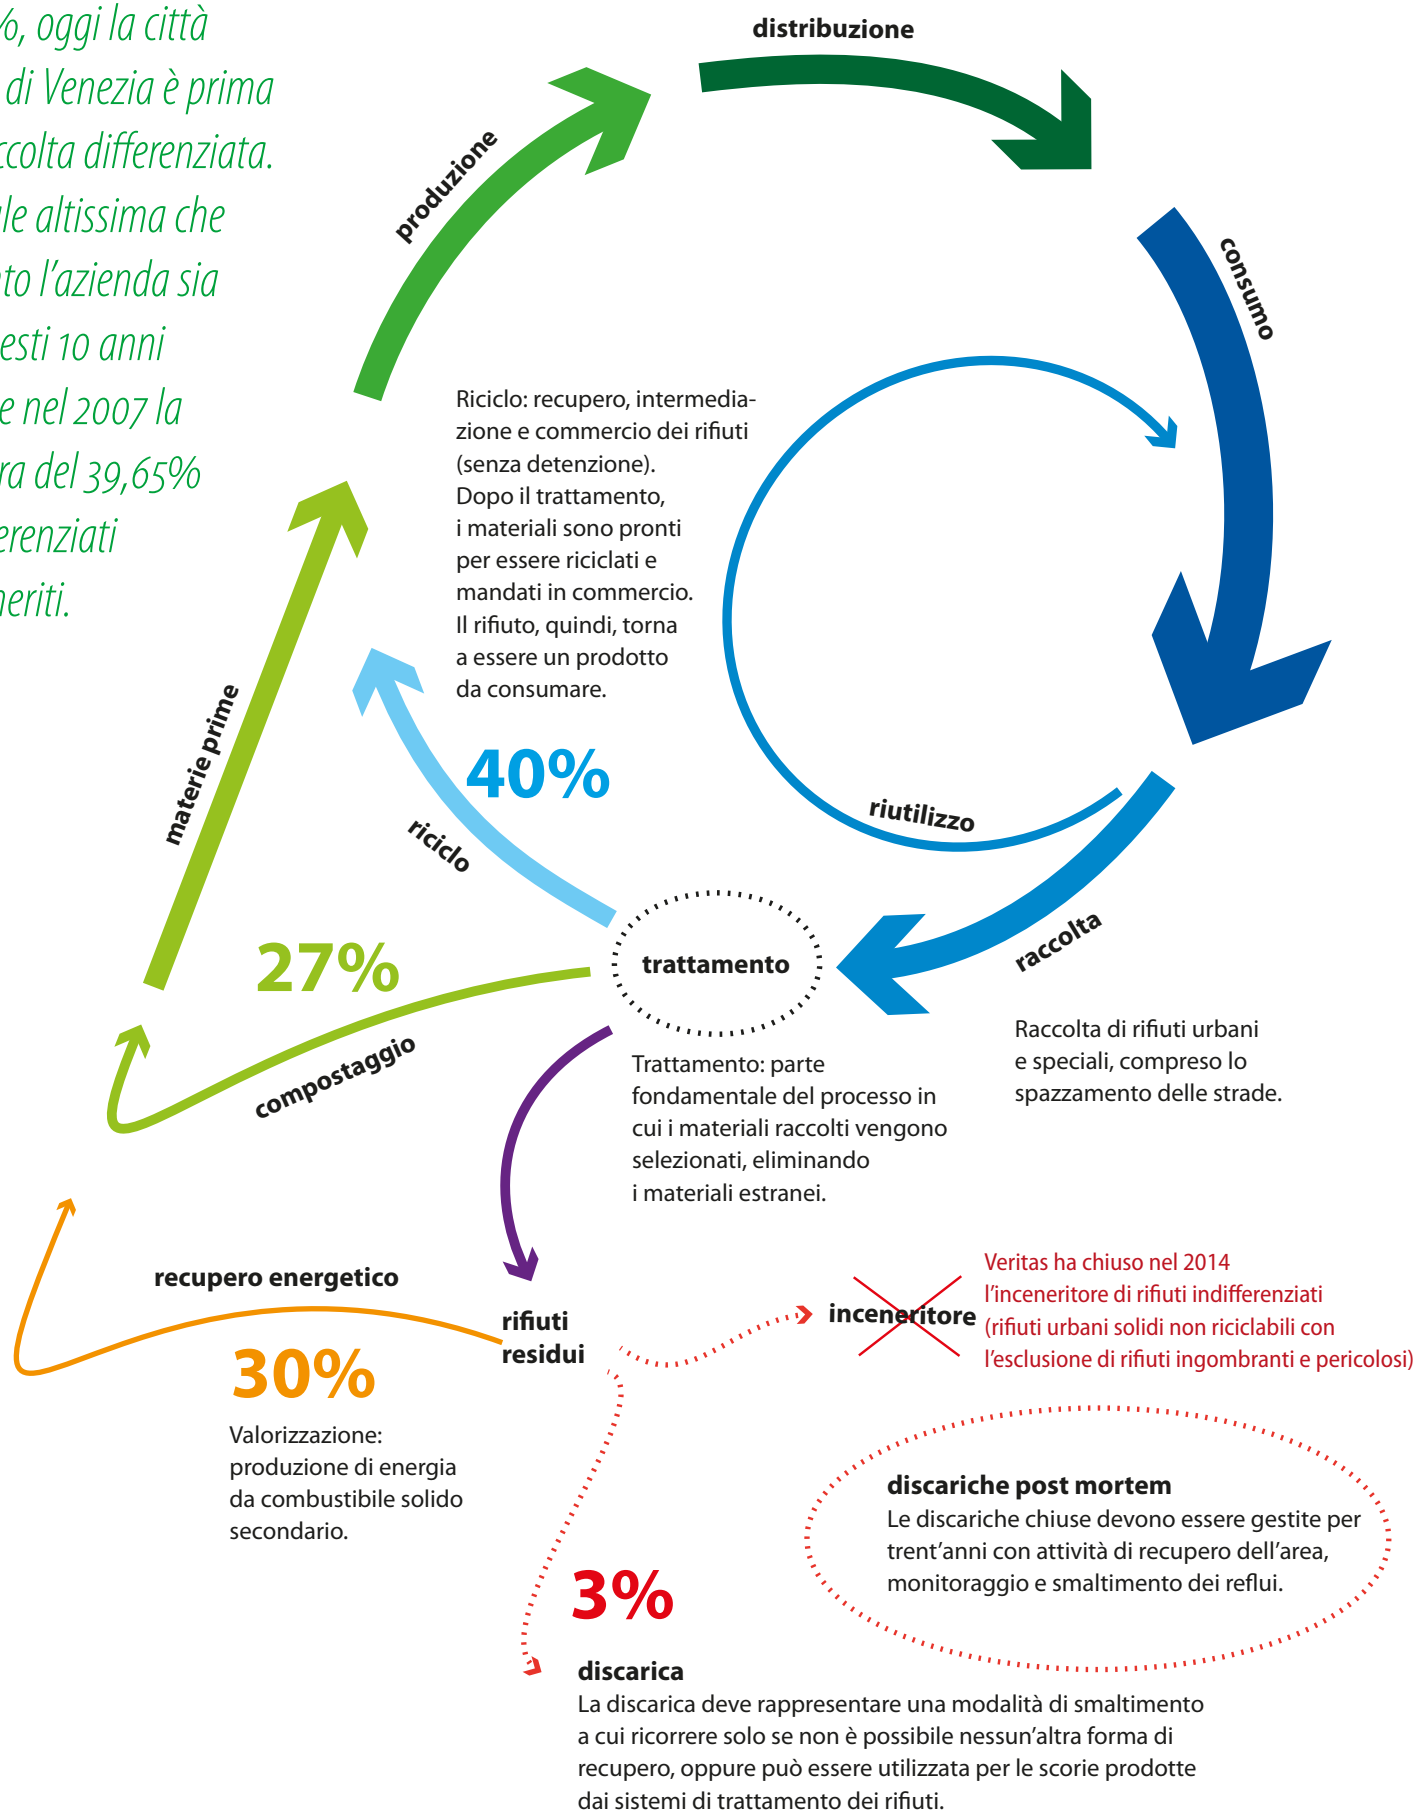 %, oggi la città
di Venezia è prima
ccolta differenziata.
le altissima che
to l'azienda sia
esti 10 anni
e nel 2007 la
ra del 39,65%
erenziati
neriti.
distribuzione
produzione
consumo
Riciclo: recupero, intermedia-
zione e commercio dei rifiuti
(senza detenzione).
Dopo il trattamento,
i materiali sono pronti
per essere riciclati e
mandati in commercio.
Il rifiuto, quindi, torna
a essere un prodotto
da consumare.
materie prime
40%
riciclo
riutilizzo
27%
trattamento
raccolta
compostaggio
Raccolta di rifiuti urbani
e speciali, compreso lo
spazzamento delle strade.
Trattamento: parte
fondamentale del processo in
cui i materiali raccolti vengono
selezionati, eliminando
i materiali estranei.
recupero energetico
30%
Valorizzazione:
produzione di energia
da combustibile solido
secondario.
rifiuti
residui
inceneritore
Veritas ha chiuso nel 2014
l'inceneritore di rifiuti indifferenziati
(rifiuti urbani solidi non riciclabili con
l'esclusione di rifiuti ingombranti e pericolosi)
discariche post mortem
Le discariche chiuse devono essere gestite per
trent'anni con attività di recupero dell'area,
monitoraggio e smaltimento dei reflui.
3%
discarica
La discarica deve rappresentare una modalità di smaltimento
a cui ricorrere solo se non è possibile nessun'altra forma di
recupero, oppure può essere utilizzata per le scorie prodotte
dai sistemi di trattamento dei rifiuti.